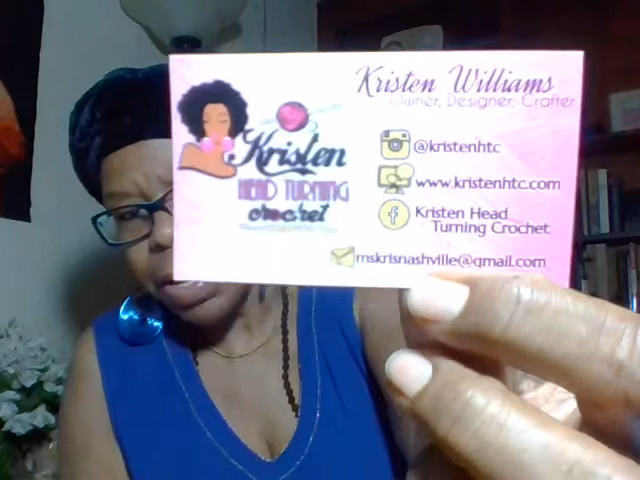 Kristen Williams
Owner, Designer, Crafter
Kristen
HEAD TURNING
crochet
@kristenhtc
www.kristenhtc.com
Kristen Head
Turning Crochet
mskrisnashville@gmail.com